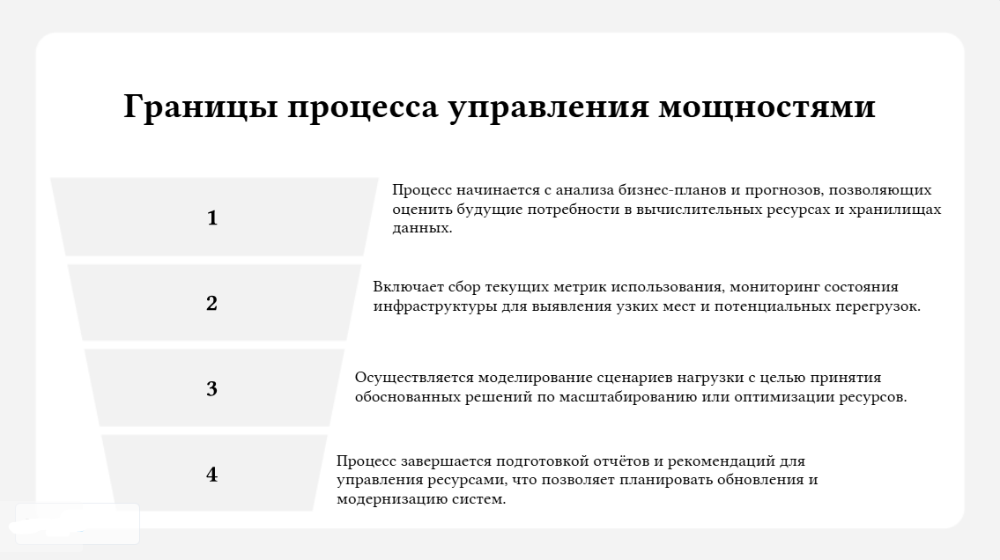 Границы процесса управления мощностями
1
Процесс начинается с анализа бизнес-планов и прогнозов, позволяющих
оценить будущие потребности в вычислительных ресурсах и хранилищах
данных.
2
Включает сбор текущих метрик использования, мониторинг состояния
инфраструктуры для выявления узких мест и потенциальных перегрузок.
3
Осуществляется моделирование сценариев нагрузки с целью принятия
обоснованных решений по масштабированию или оптимизации ресурсов.
4
Процесс завершается подготовкой отчётов и рекомендаций для
управления ресурсами, что позволяет планировать обновления и
модернизацию систем.